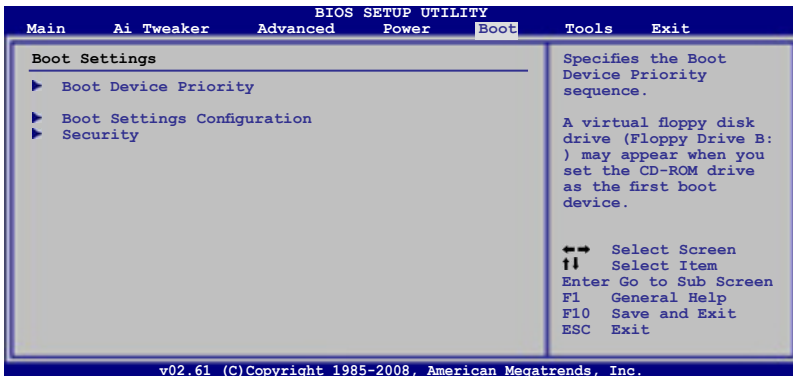 BIOS SETUP UTILITY
Main Ai Tweaker Advanced Power Boot Tools Exit
Boot Settings
Boot Device Priority
Boot Settings Configuration
Security
Specifies the Boot
Device Priority
sequence.
A virtual floppy disk
drive (Floppy Drive B:
) may appear when you
set the CD-ROM drive
as the first boot
device.
←→ Select Screen
↑↓ Select Item
Enter Go to Sub Screen
F1 General Help
F10 Save and Exit
ESC Exit
v02.61 (C)Copyright 1985-2008, American Megatrends, Inc.